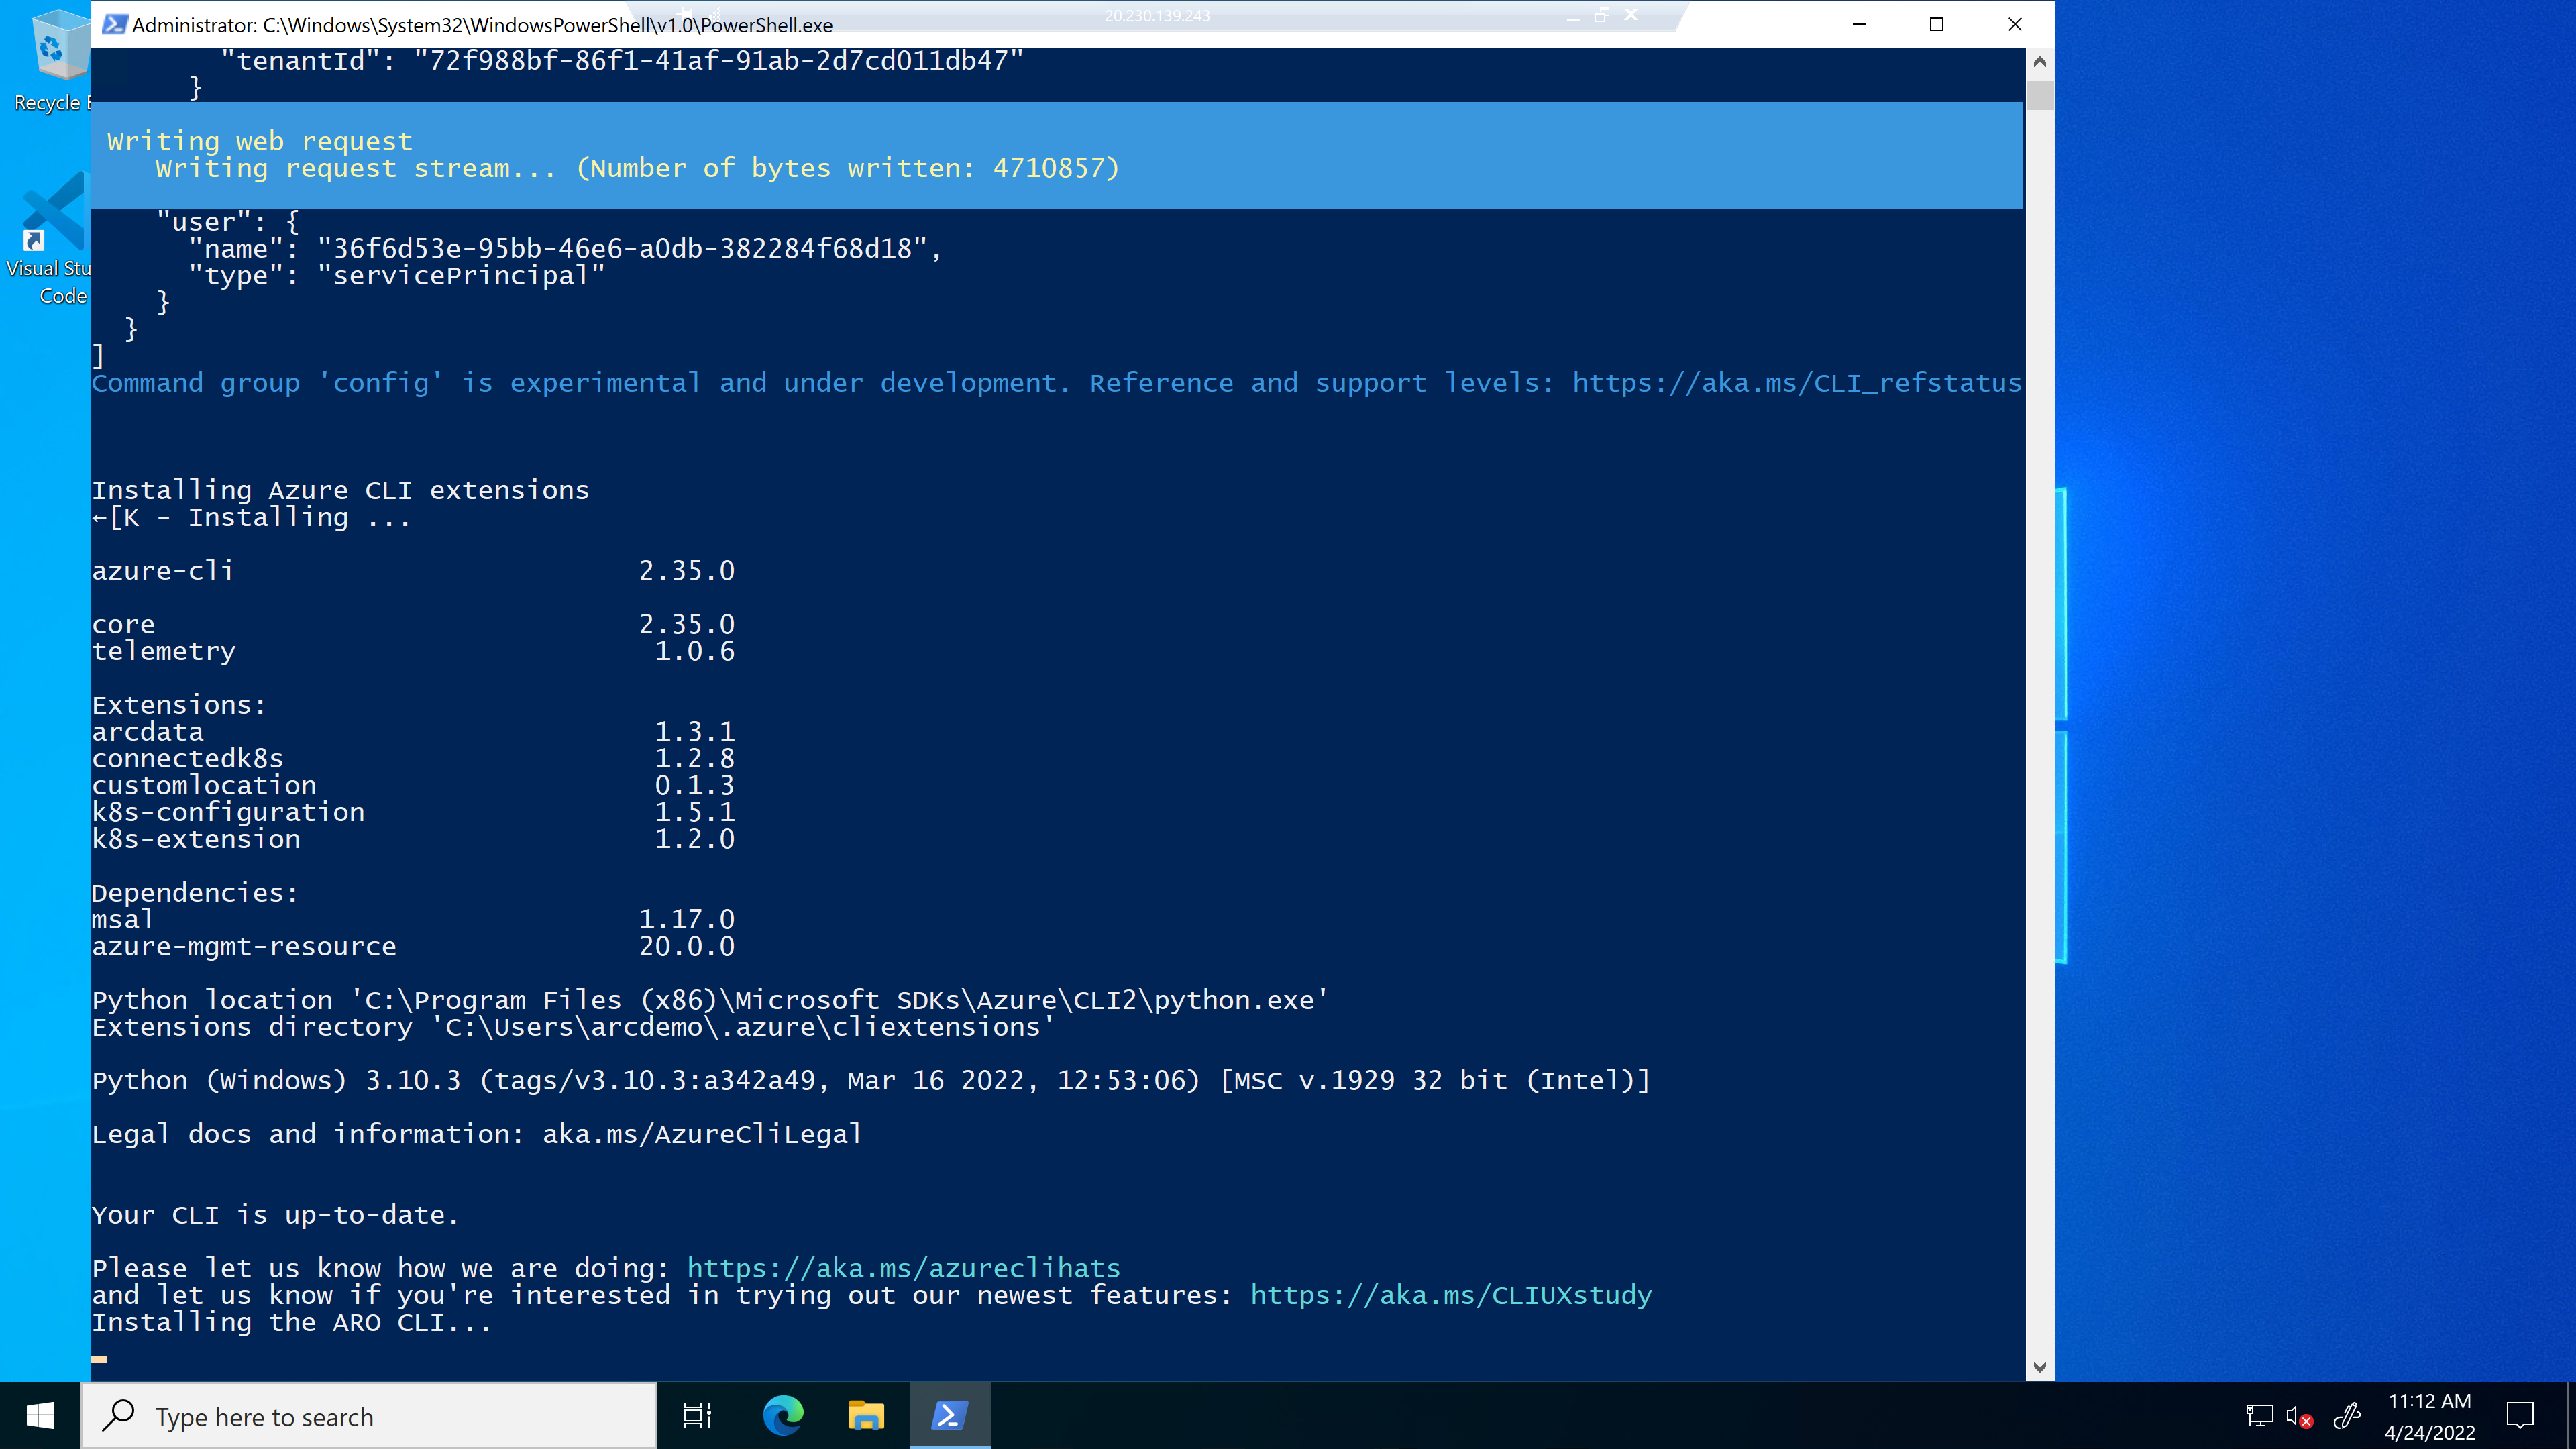 Administrator: C:\Windows\System32\WindowsPowerShell\v1.0\PowerShell.exe
20.230.139.243
Recycle
Visual Stu
Code
"tenantId": "72f988bf-86f1-41af-91ab-2d7cd011db47"
}
Writing web request
Writing request stream... (Number of bytes written: 4710857)
"user": {
"name": "36f6d53e-95bb-46e6-a0db-382284f68d18",
"type": "servicePrincipal"
}
}
]
Command group 'config' is experimental and under development. Reference and support levels: https://aka.ms/CLI_refstatus
Installing Azure CLI extensions
←[K - Installing ...
azure-cli 2.35.0
core 2.35.0
telemetry 1.0.6
Extensions:
arcdata 1.3.1
connectedk8s 1.2.8
customlocation 0.1.3
k8s-configuration 1.5.1
k8s-extension 1.2.0
Dependencies:
msal 1.17.0
azure-mgmt-resource 20.0.0
Python location 'C:\Program Files (x86)\Microsoft SDKs\Azure\CLI2\python.exe'
Extensions directory 'C:\Users\arcdemo\.azure\cliextensions'
Python (Windows) 3.10.3 (tags/v3.10.3:a342a49, Mar 16 2022, 12:53:06) [MSC v.1929 32 bit (Intel)]
Legal docs and information: aka.ms/AzureCliLegal
Your CLI is up-to-date.
Please let us know how we are doing: https://aka.ms/azureclihats
and let us know if you're interested in trying out our newest features: https://aka.ms/CLIUXstudy
Installing the ARO CLI...
Type here to search
11:12 AM
4/24/2022